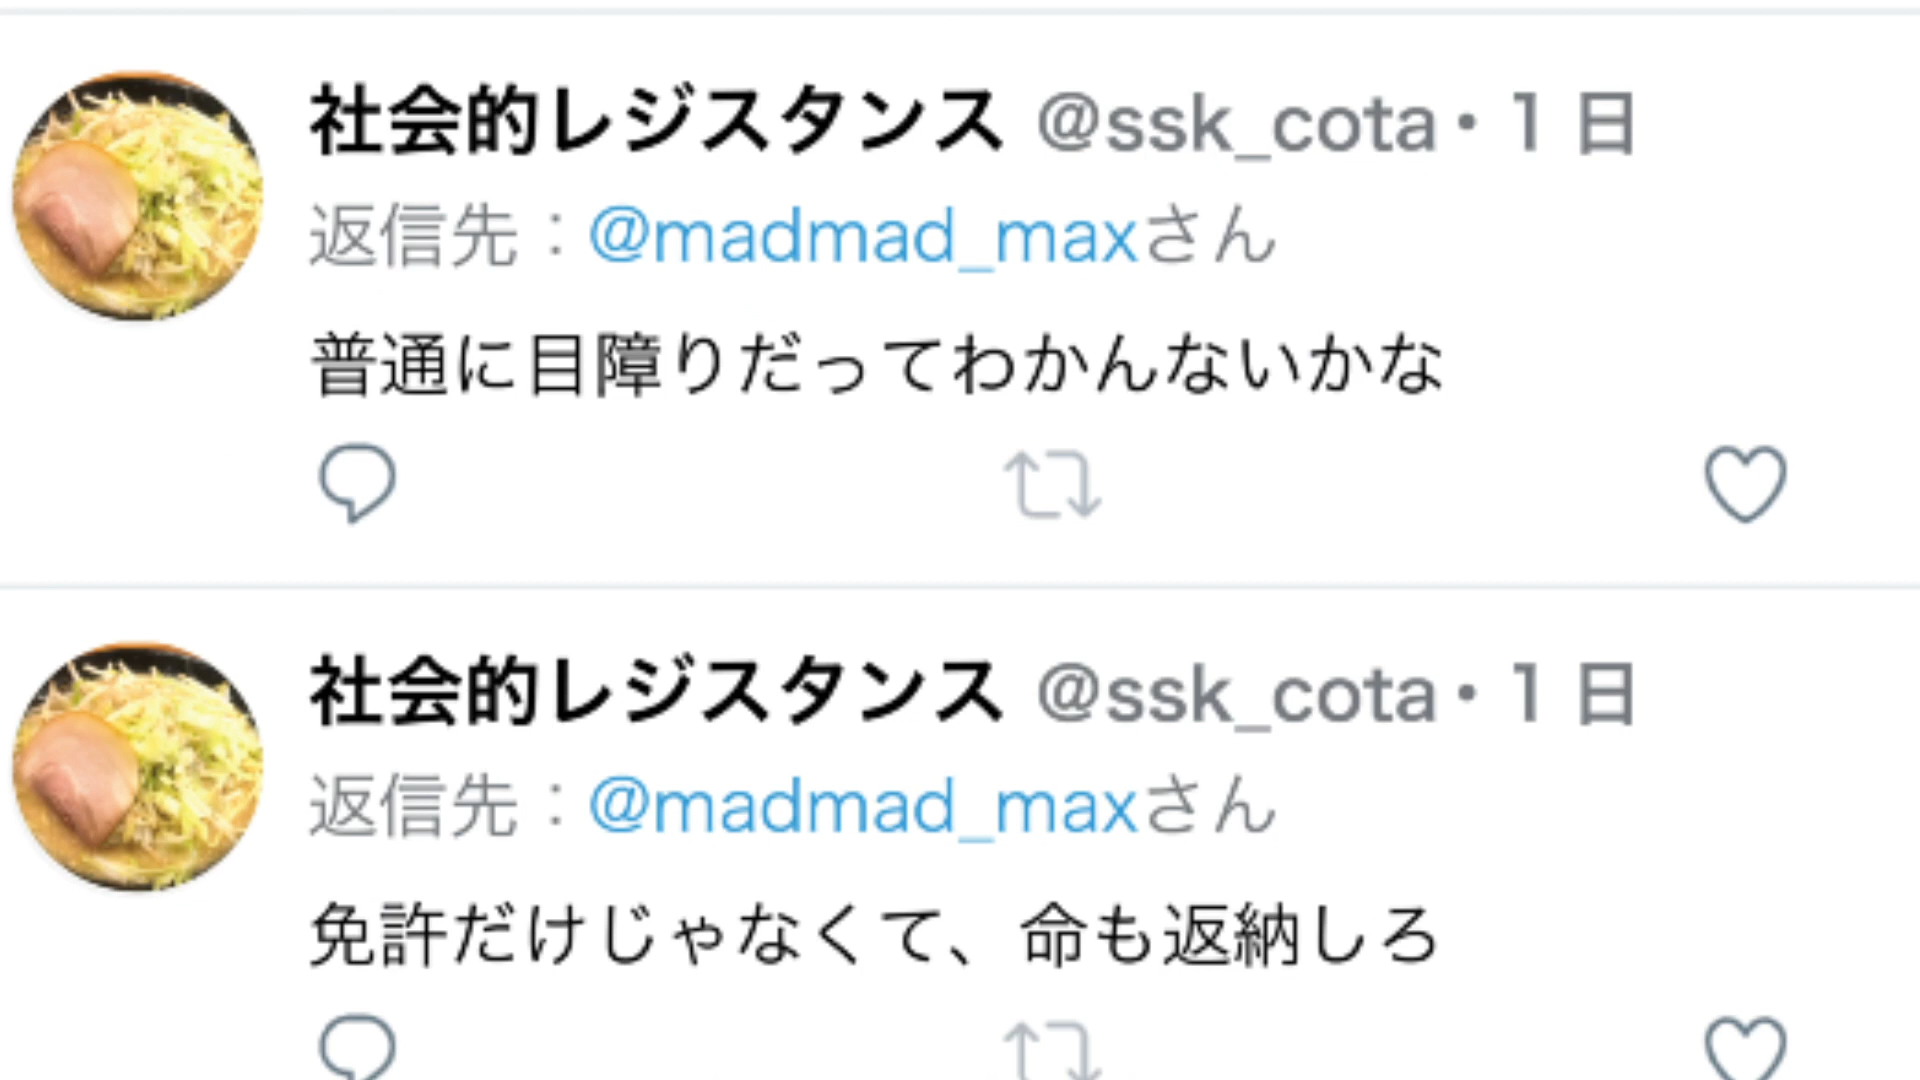 社会的レジスタンス @ssk_cota・1 日
返信先：@madmad_maxさん
普通に目障りだってわかんないかな
社会的レジスタンス @ssk_cota・1 日
返信先：@madmad_maxさん
免許だけじゃなくて、命も返納しろ